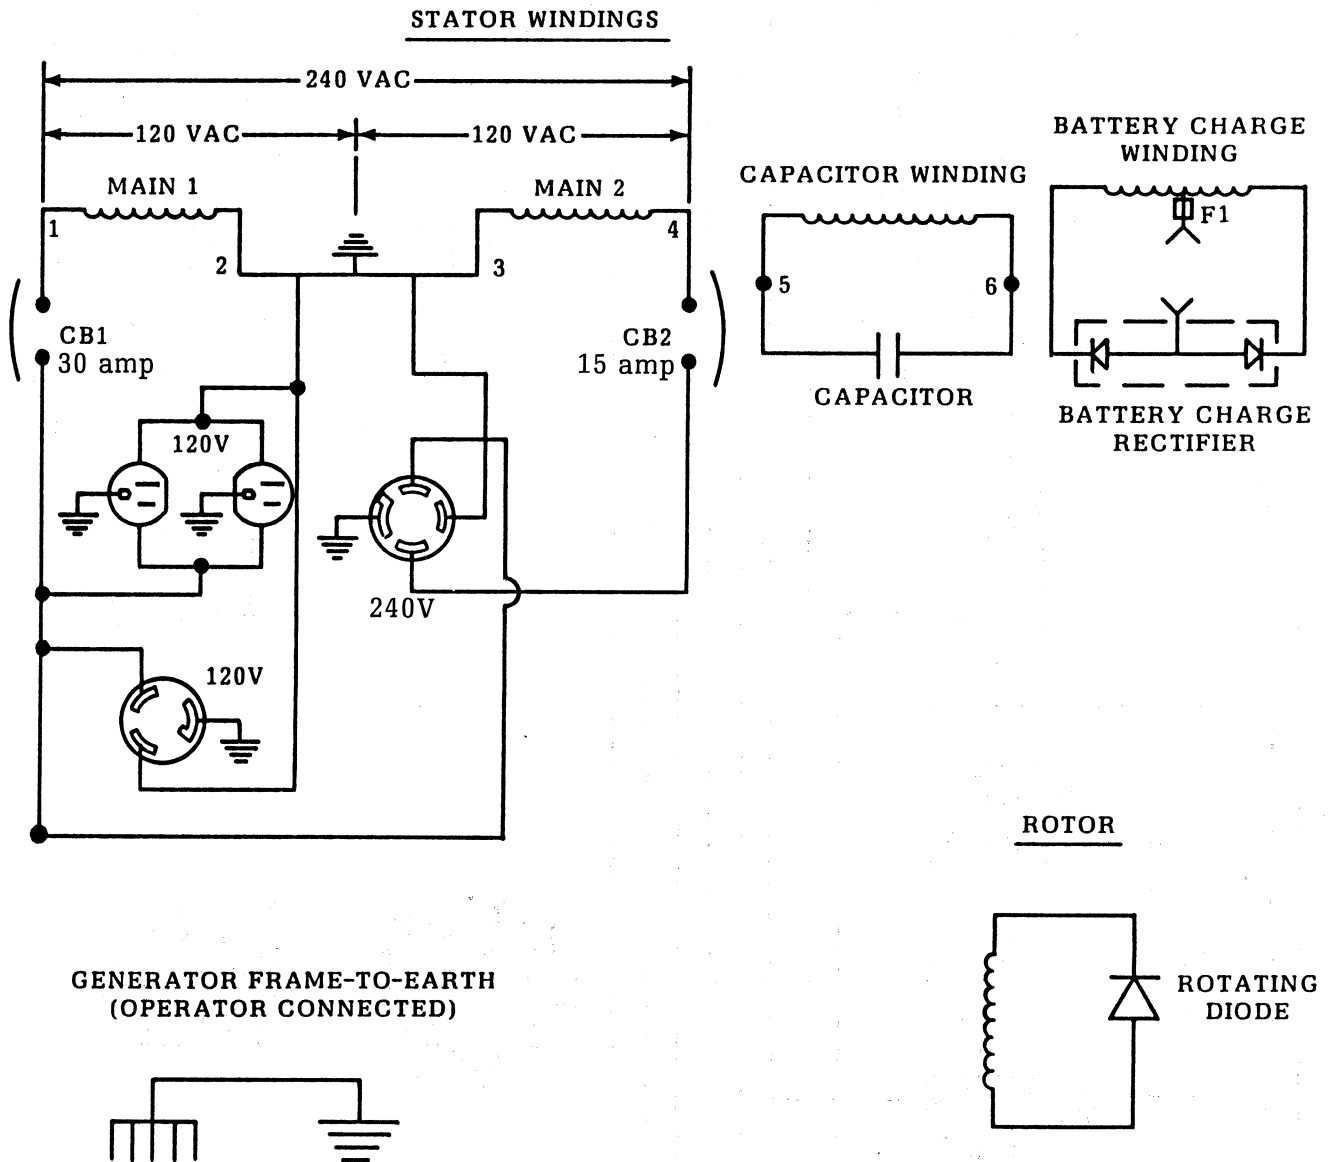 STATOR WINDINGS
240 VAC
120 VAC
120 VAC
MAIN 1
MAIN 2
1
2
3
4
CB1
30 amp
CB2
15 amp
120V
240V
120V
CAPACITOR WINDING
5
6
CAPACITOR
BATTERY CHARGE
WINDING
F1
BATTERY CHARGE
RECTIFIER
ROTOR
ROTATING
DIODE
GENERATOR FRAME-TO-EARTH
(OPERATOR CONNECTED)